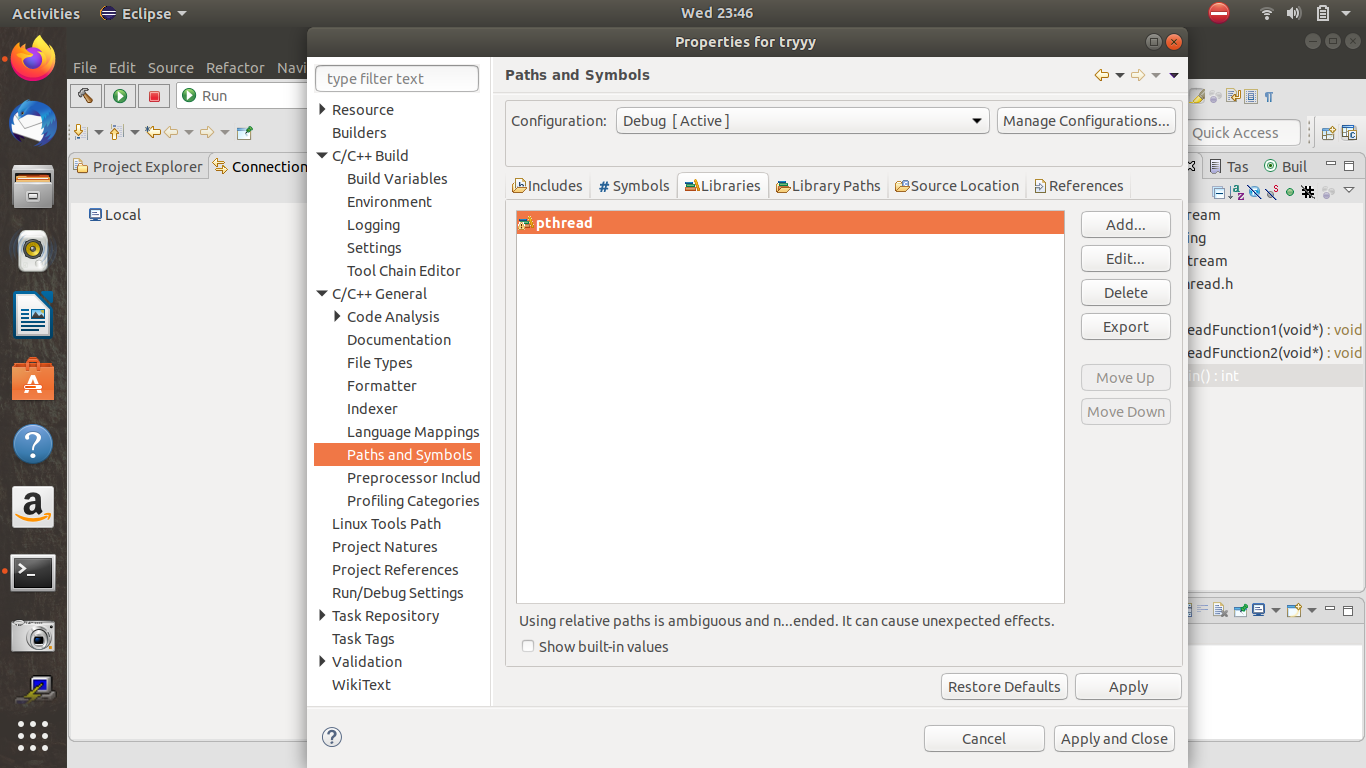 Activities Eclipse Wed 23:46
Properties for tryyy
File Edit Source Refactor Navi
Run
Quick Access
Project Explorer Connection
Tas Buil
Local
type filter text
Resource
Builders
C/C++ Build
Build Variables
Environment
Logging
Settings
Tool Chain Editor
C/C++ General
Code Analysis
Documentation
File Types
Formatter
Indexer
Language Mappings
Paths and Symbols
Preprocessor Includ
Profiling Categories
Linux Tools Path
Project Natures
Project References
Run/Debug Settings
Task Repository
Task Tags
Validation
WikiText
Paths and Symbols
Configuration: Debug [ Active ] Manage Configurations...
Includes # Symbols Libraries Library Paths Source Location References
pthread
Add...
Edit...
Delete
Export
Move Up
Move Down
Using relative paths is ambiguous and n...ended. It can cause unexpected effects.
Show built-in values
Restore Defaults Apply
Cancel Apply and Close
ream
ing
tream
read.h
eadFunction1(void*) : void
eadFunction2(void*) : void
in() : int